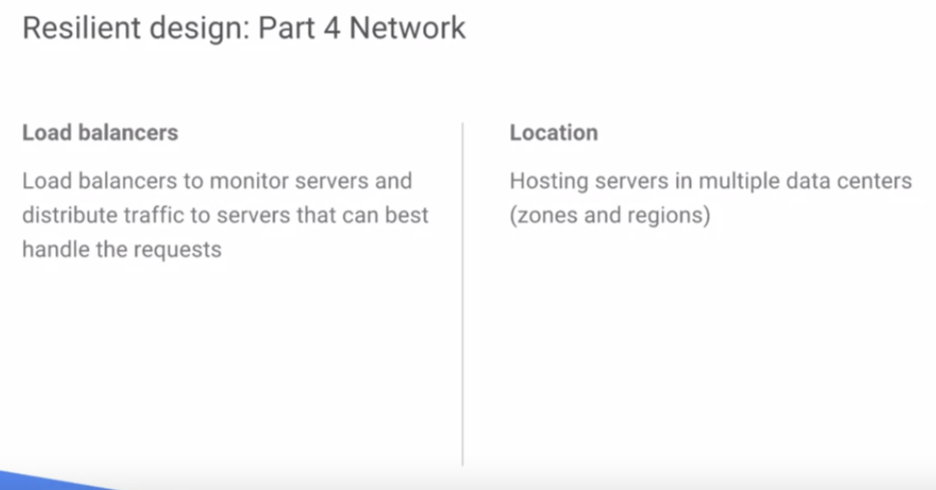 Resilient design: Part 4 Network
Load balancers
Load balancers to monitor servers and
distribute traffic to servers that can best
handle the requests
Location
Hosting servers in multiple data centers
(zones and regions)